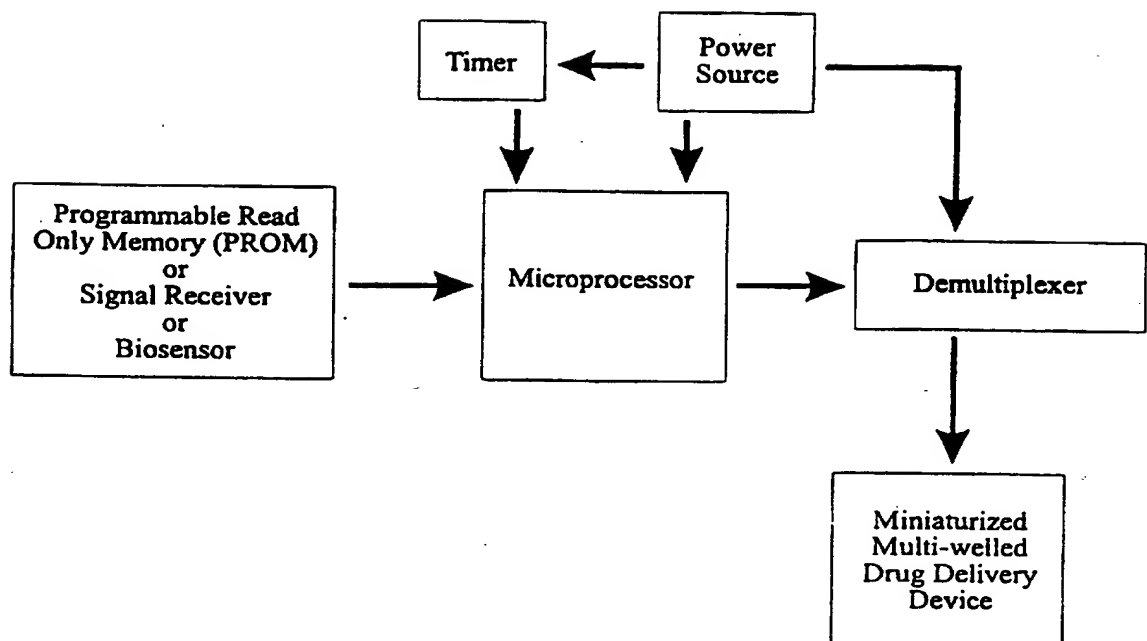 Timer
Power
Source
Programmable Read
Only Memory (PROM)
or
Signal Receiver
or
Biosensor
Microprocessor
Demultiplexer
Miniaturized
Multi-welled
Drug Delivery
Device